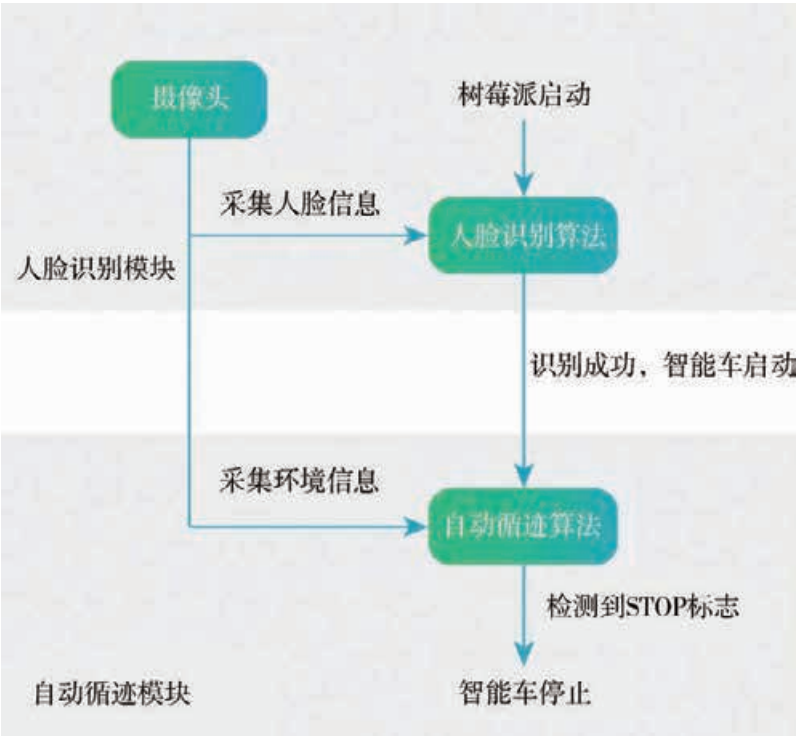 摄像头
树莓派启动
采集人脸信息
人脸识别算法
人脸识别模块
识别成功，智能车启动
采集环境信息
自动循迹算法
检测到STOP标志
自动循迹模块
智能车停止